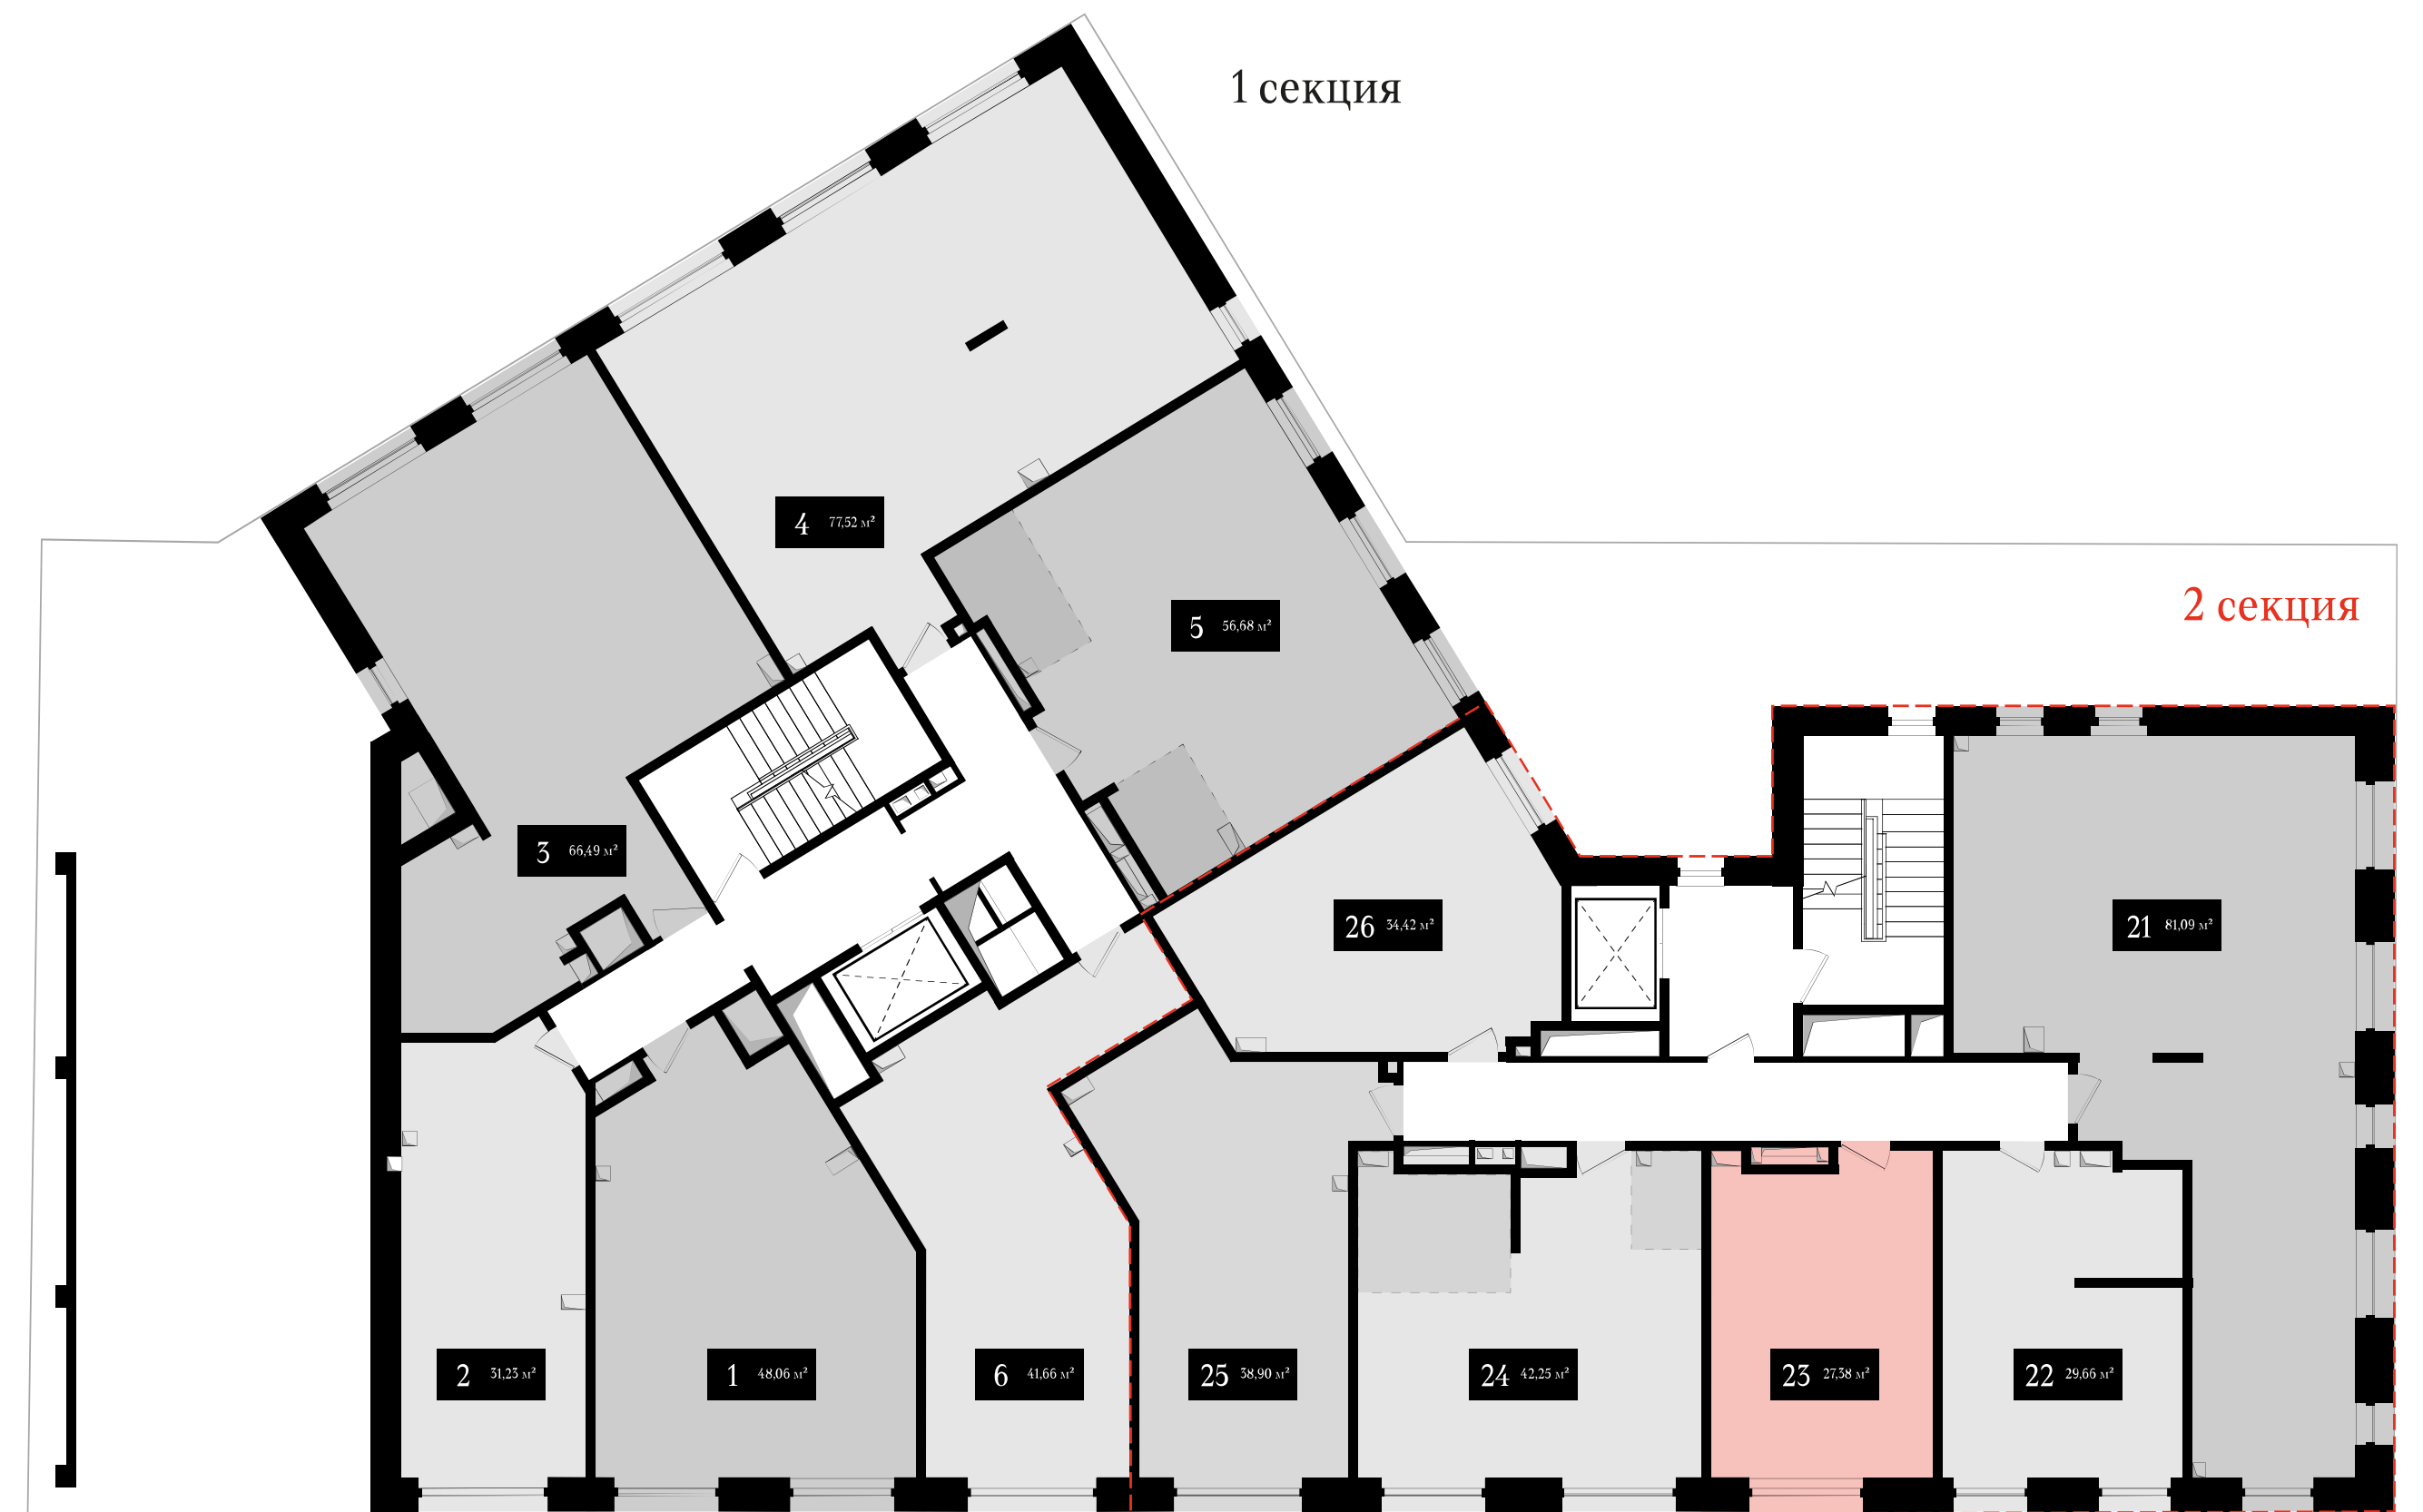 1 секция
4 77,52 м²
5 56,68 м²
2 секция
3 66,49 м²
26 34,42 м²
21 81,09 м²
2 31,23 м²
1 48,06 м²
6 41,66 м²
25 38,90 м²
24 42,25 м²
23 27,38 м²
22 29,66 м²